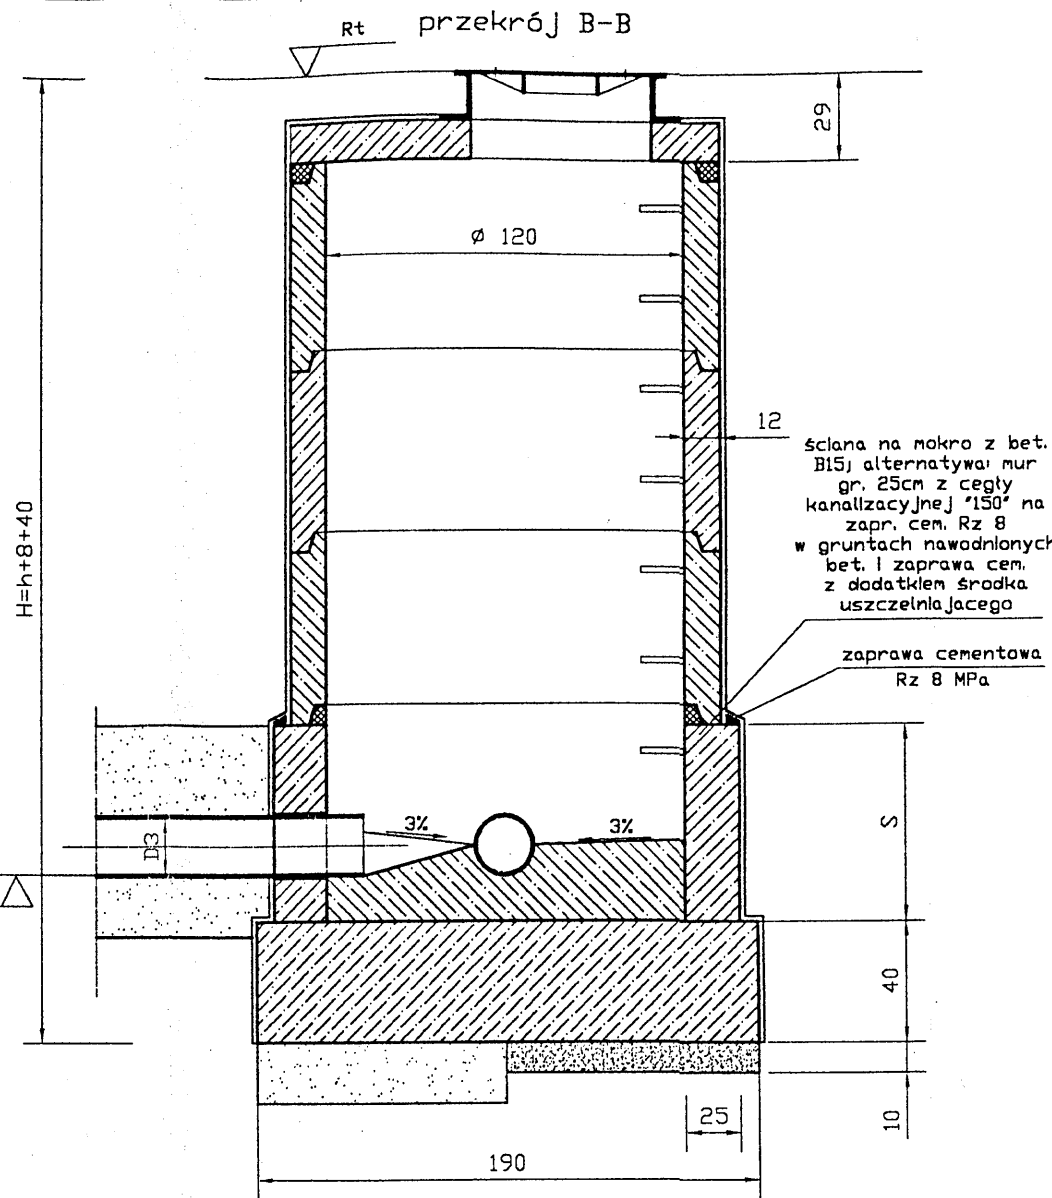 przekrój B-B
Rt
29
ø 120
12
ściana na mokro z bet.
B15; alternatywa: mur
gr. 25cm z cegły
kanalizacyjnej "150" na
zapr. cem. Rz 8
w gruntach nawodnionych
bet. i zaprawa cem.
z dodatkiem środka
uszczelniajacego
zaprawa cementowa
Rz 8 MPa
H=h+8+40
3%
3%
D3
S
40
10
25
190